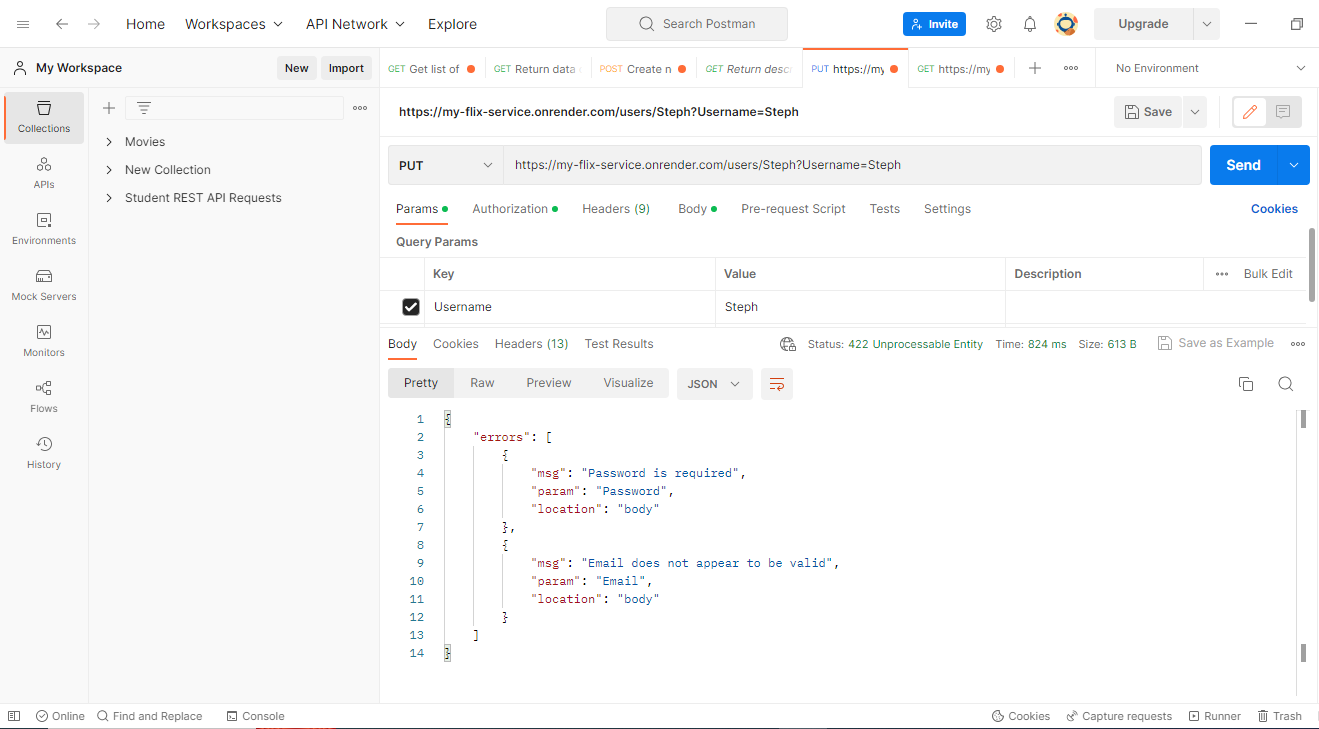 Home Workspaces API Network Explore Search Postman Invite Upgrade
My Workspace New Import GET Get list of GET Return data POST Create n GET Return descr PUT https://my GET https://my No Environment
https://my-flix-service.onrender.com/users/Steph?Username=Steph Save
Collections
APIs
Environments
Mock Servers
Monitors
Flows
History
Movies
New Collection
Student REST API Requests
PUT https://my-flix-service.onrender.com/users/Steph?Username=Steph Send
Params Authorization Headers (9) Body Pre-request Script Tests Settings Cookies
Query Params
Key Value Description Bulk Edit
Username Steph
Body Cookies Headers (13) Test Results Status: 422 Unprocessable Entity Time: 824 ms Size: 613 B Save as Example
Pretty Raw Preview Visualize JSON
1 {
2 "errors": [
3 {
4 "msg": "Password is required",
5 "param": "Password",
6 "location": "body"
7 },
8 {
9 "msg": "Email does not appear to be valid",
10 "param": "Email",
11 "location": "body"
12 }
13 ]
14 }
Online Find and Replace Console Cookies Capture requests Runner Trash